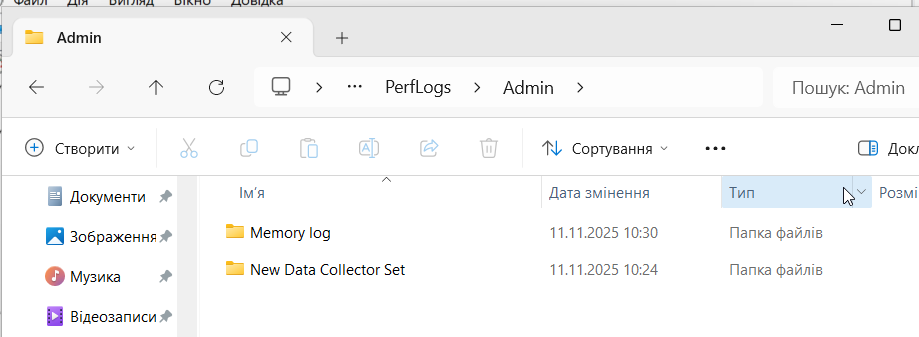 Файл Дія Вигляд Вікно Довідка
Admin
PerfLogs Admin Пошук: Admin
Створити Сортування Докл
Ім'я Дата змінення Тип Розмі
Документи
Зображення
Музика
Відеозаписи
Memory log 11.11.2025 10:30 Папка файлів
New Data Collector Set 11.11.2025 10:24 Папка файлів